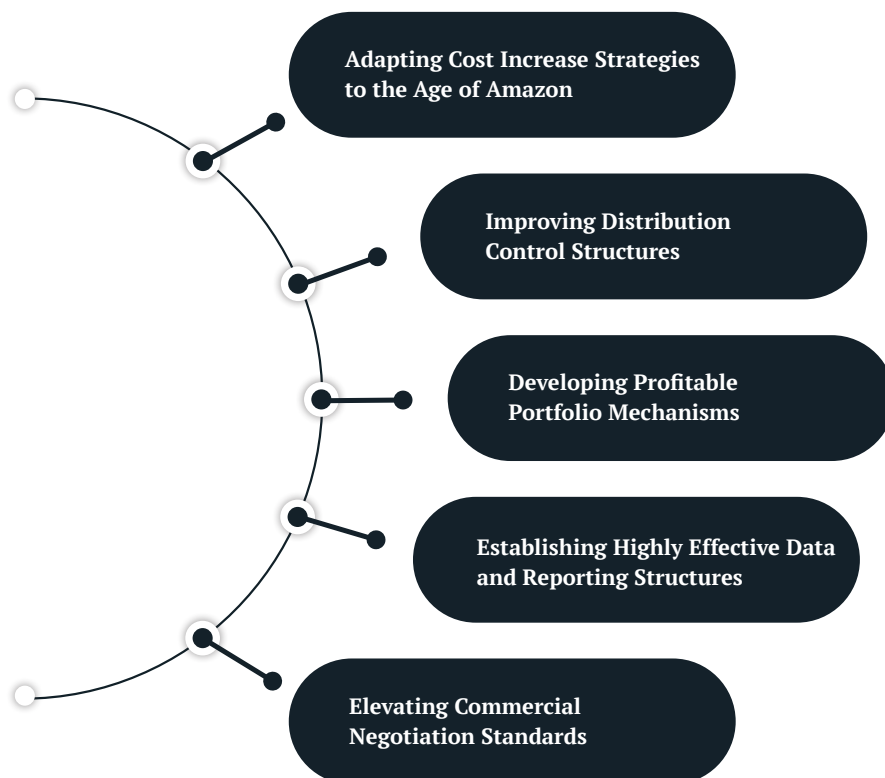 Adapting Cost Increase Strategies
to the Age of Amazon
Improving Distribution
Control Structures
Developing Profitable
Portfolio Mechanisms
Establishing Highly Effective Data
and Reporting Structures
Elevating Commercial
Negotiation Standards